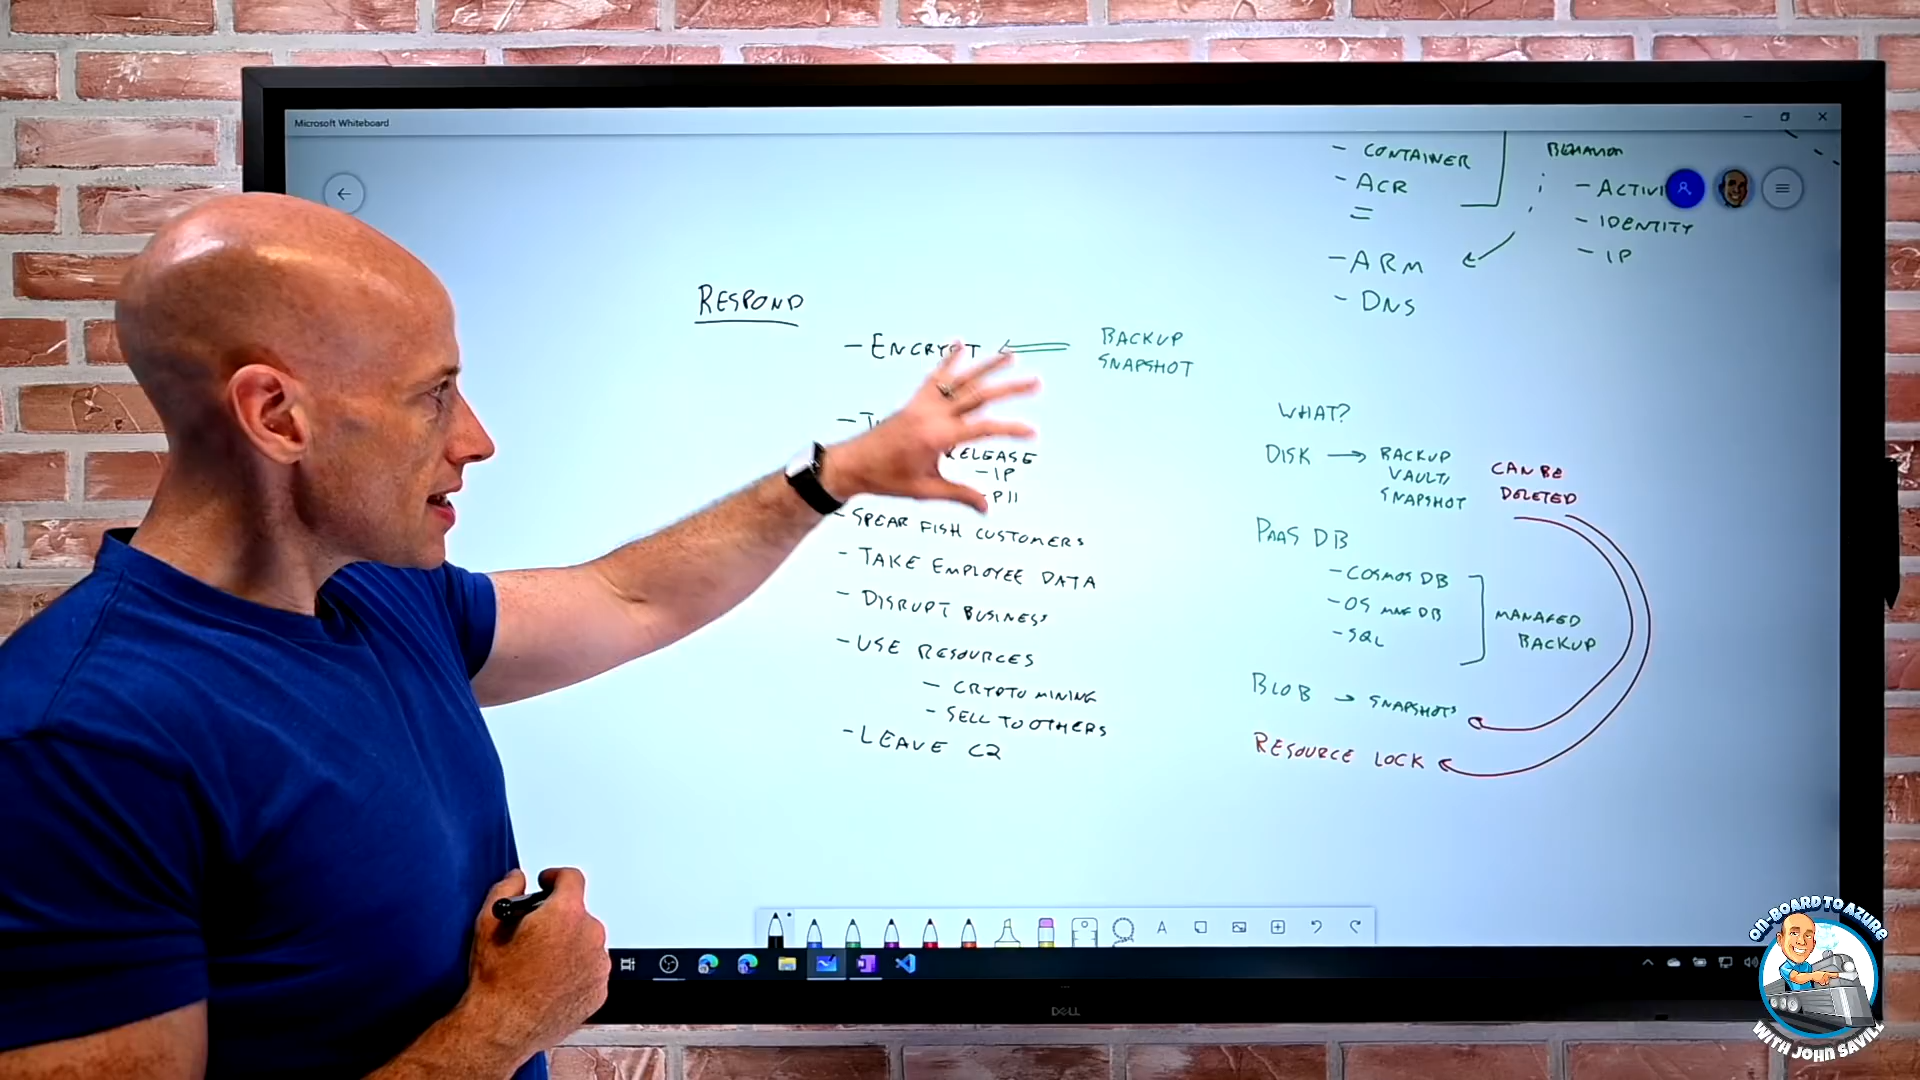 Microsoft Whiteboard
- CONTAINER
- ACR
- ARM
- DNS
BEHAVIOR
- IDENTITY
- IP
RESPOND
- ENCRYPT
BACKUP
SNAPSHOT
RELEASE
- IP
- PII
- SPEAR FISH CUSTOMERS
- TAKE EMPLOYEE DATA
- DISRUPT BUSINESS
- USE RESOURCES
- CRYPTO MINING
- SELL TO OTHERS
- LEAVE C2
WHAT?
DISK → BACKUP
VAULT,
SNAPSHOT
CAN BE
DELETED
PAAS DB
- COSMOS DB
- OS MNG DB
- SQL
MANAGED
BACKUP
BLOB → SNAPSHOTS
RESOURCE LOCK
DELL
ON-BOARD TO AZURE
WITH JOHN SAVILL